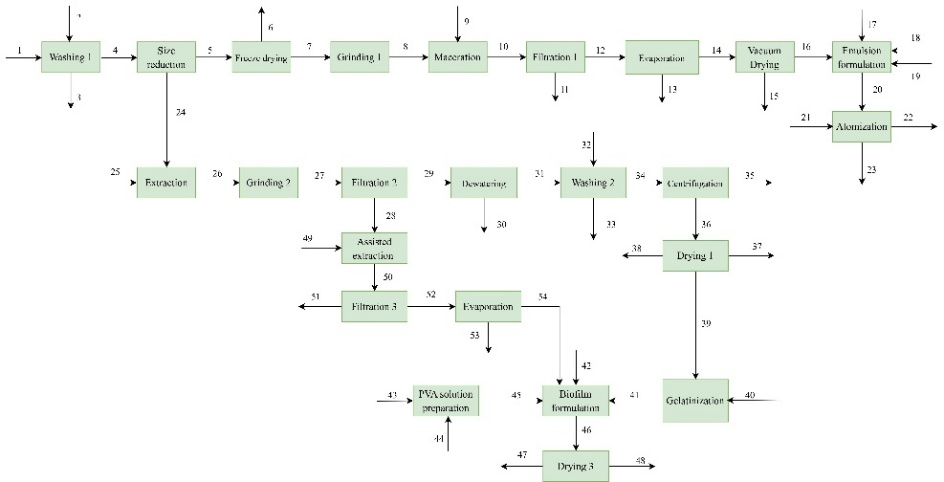 6
9
17
1
Washing 1
4
Size
reduction
5
Freeze drying
7
Grinding 1
8
Maceration
10
Filtration 1
12
Evaporation
14
Vacuum
Drying
16
Emulsion
formulation
18
19
3
24
11
13
15
20
21
Atomization
22
23
32
25
Extraction
26
Grinding 2
27
Filtration 2
29
Dewatering
31
Washing 2
34
Centrifugation
35
28
30
33
36
49
Assisted
extraction
38
Drying 1
37
50
51
Filtration 3
52
Evaporation
54
39
53
42
43
PVA solution
preparation
45
Biofilm
formulation
41
Gelatinization
40
44
46
47
Drying 3
48